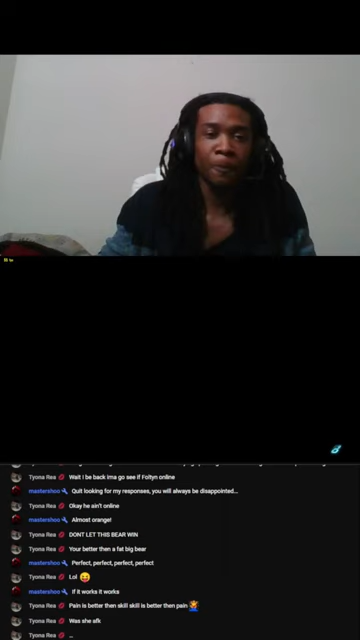 Tyona Rea Wait I be back ima go see if Foltyn online
mastershoo Quit looking for my responses, you will always be disappointed...
Tyona Rea Okay he ain't online
mastershoo Almost orange!
Tyona Rea DONT LET THIS BEAR WIN
Tyona Rea Your better then a fat big bear
mastershoo Perfect, perfect, perfect, perfect
Tyona Rea Lol
mastershoo If it works it works
Tyona Rea Pain is better then skill skill is better then pain
Tyona Rea Was she afk
Tyona Rea ...